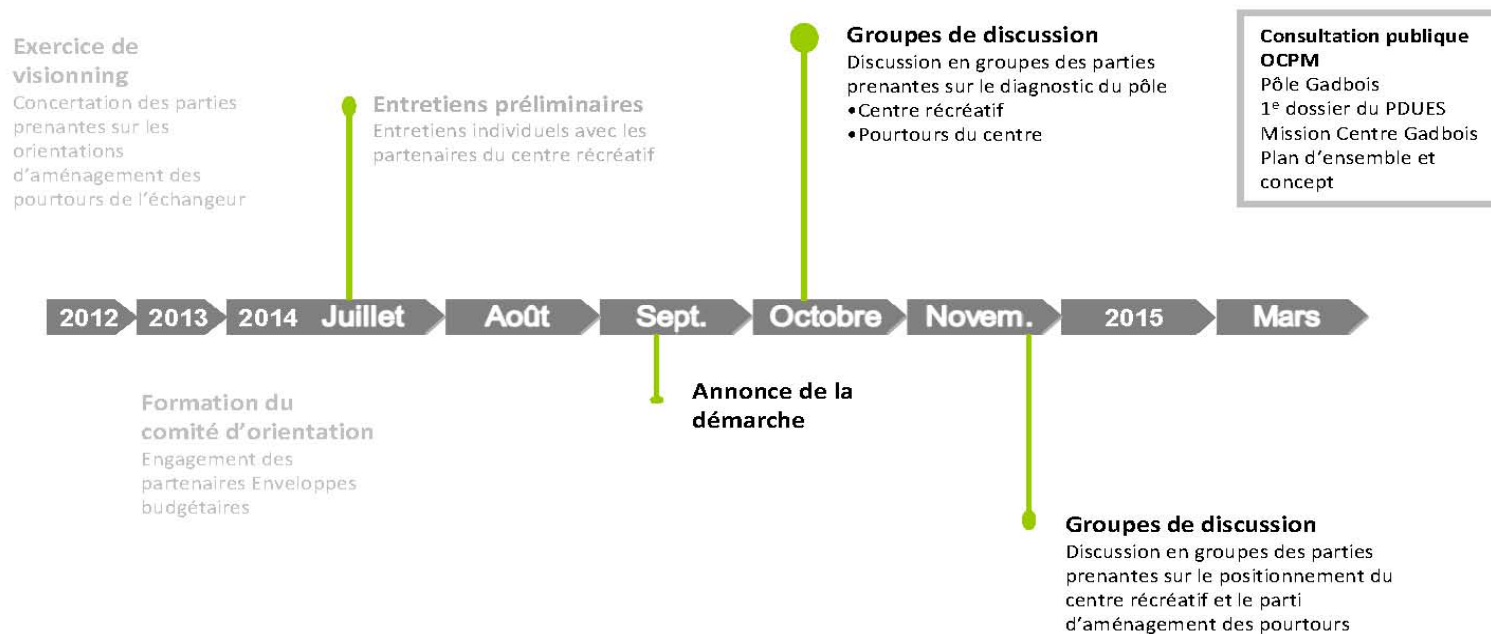 Exercice de
visionning
Concertation des parties
prenantes sur les
orientations
d'aménagement des
pourtours de l'échangeur
Entretiens préliminaires
Entretiens individuels avec les
partenaires du centre récréatif
Groupes de discussion
Discussion en groupes des parties
prenantes sur le diagnostic du pôle
•Centre récréatif
•Pourtours du centre
Consultation publique
OCPM
Pôle Gadbois
1e dossier du PDUES
Mission Centre Gadbois
Plan d'ensemble et
concept
2012 2013 2014 Juillet Août Sept. Octobre Novem. 2015 Mars
Formation du
comité d'orientation
Engagement des
partenaires Enveloppes
budgétaires
Annonce de la
démarche
Groupes de discussion
Discussion en groupes des parties
prenantes sur le positionnement du
centre récréatif et le parti
d'aménagement des pourtours